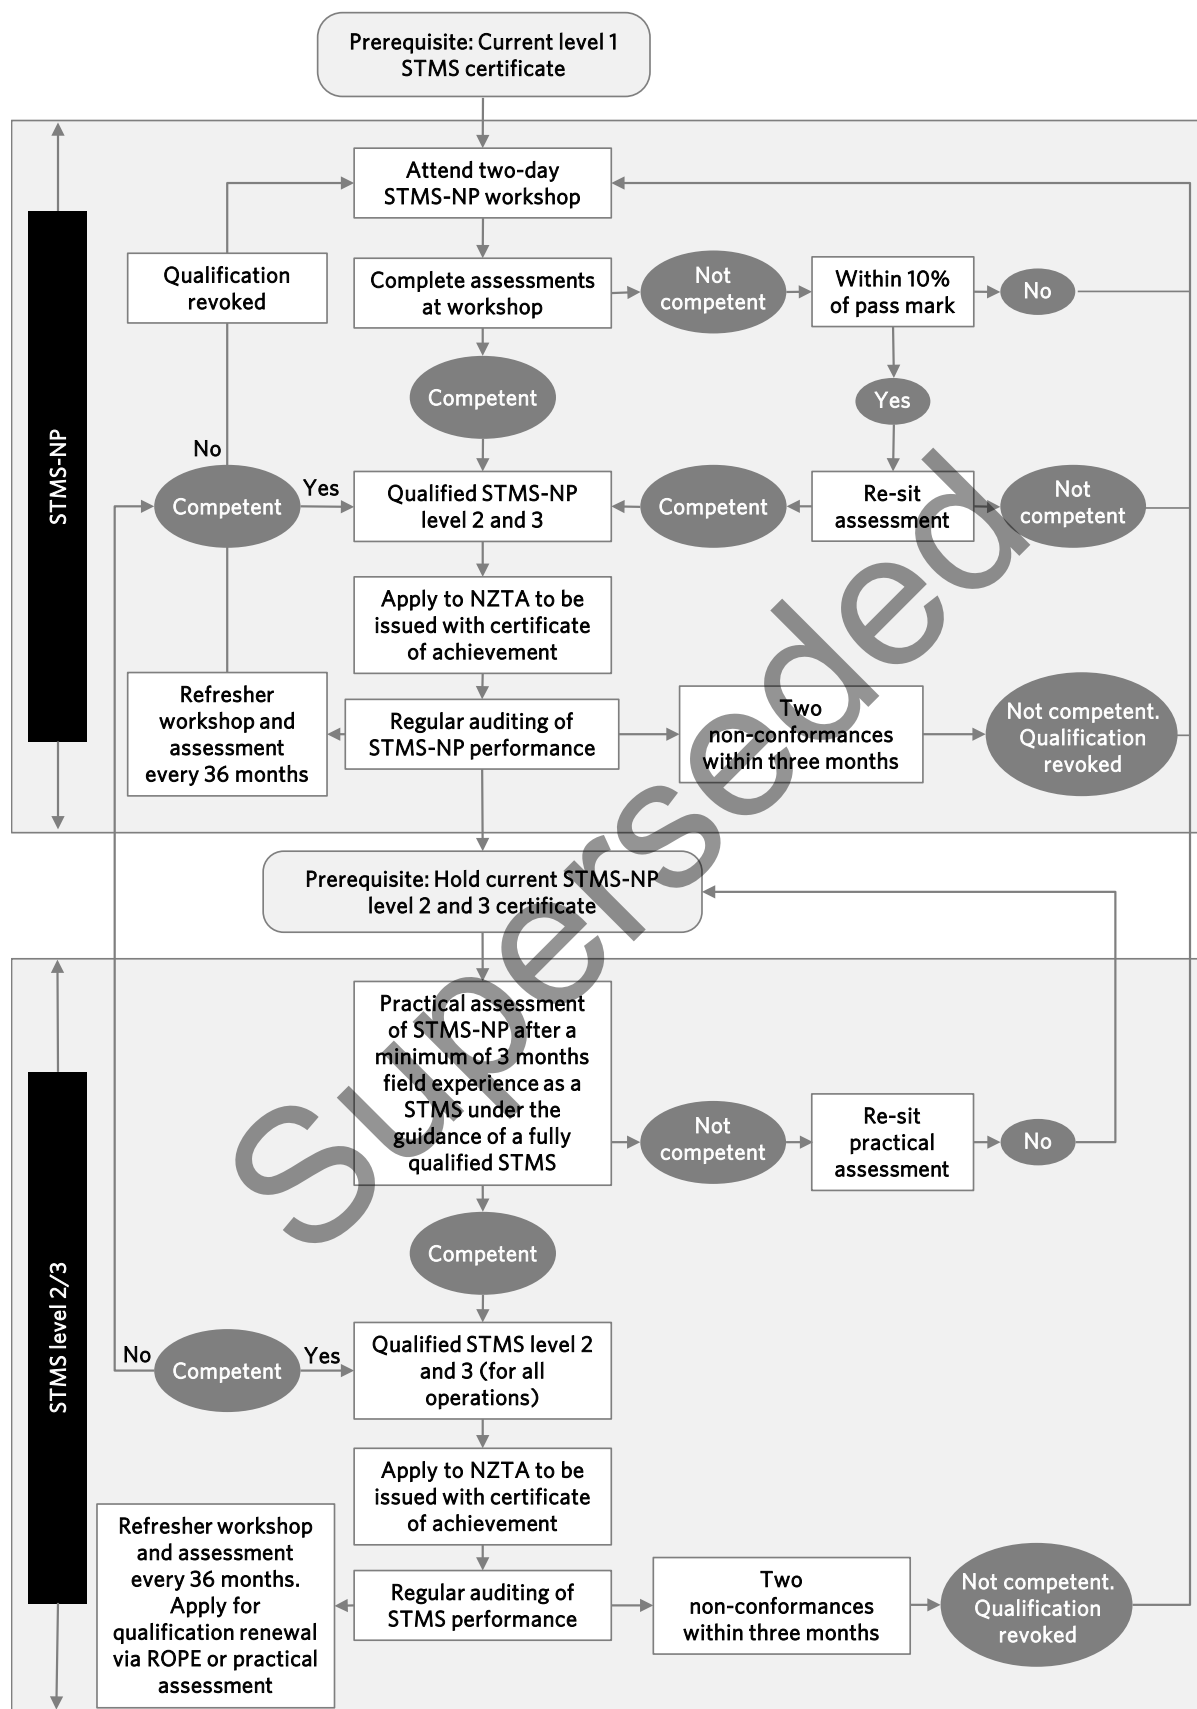 Prerequisite: Current level 1
STMS certificate
STMS-NP
Attend two-day
STMS-NP workshop
Qualification
revoked
Complete assessments
at workshop
Not
competent
Within 10%
of pass mark
No
Competent
Yes
No
Competent
Yes
Qualified STMS-NP
level 2 and 3
Competent
Re-sit
assessment
Not
competent
Apply to NZTA to be
issued with certificate
of achievement
Refresher
workshop and
assessment
every 36 months
Regular auditing of
STMS-NP performance
Two
non-conformances
within three months
Not competent.
Qualification
revoked
Prerequisite: Hold current STMS-NP
level 2 and 3 certificate
STMS level 2/3
Practical assessment
of STMS-NP after a
minimum of 3 months
field experience as a
STMS under the
guidance of a fully
qualified STMS
Not
competent
Re-sit
practical
assessment
No
Competent
No
Competent
Yes
Qualified STMS level 2
and 3 (for all
operations)
Apply to NZTA to be
issued with certificate
of achievement
Refresher workshop
and assessment
every 36 months.
Apply for
qualification renewal
via ROPE or practical
assessment
Regular auditing of
STMS performance
Two
non-conformances
within three months
Not competent.
Qualification
revoked
Superseded